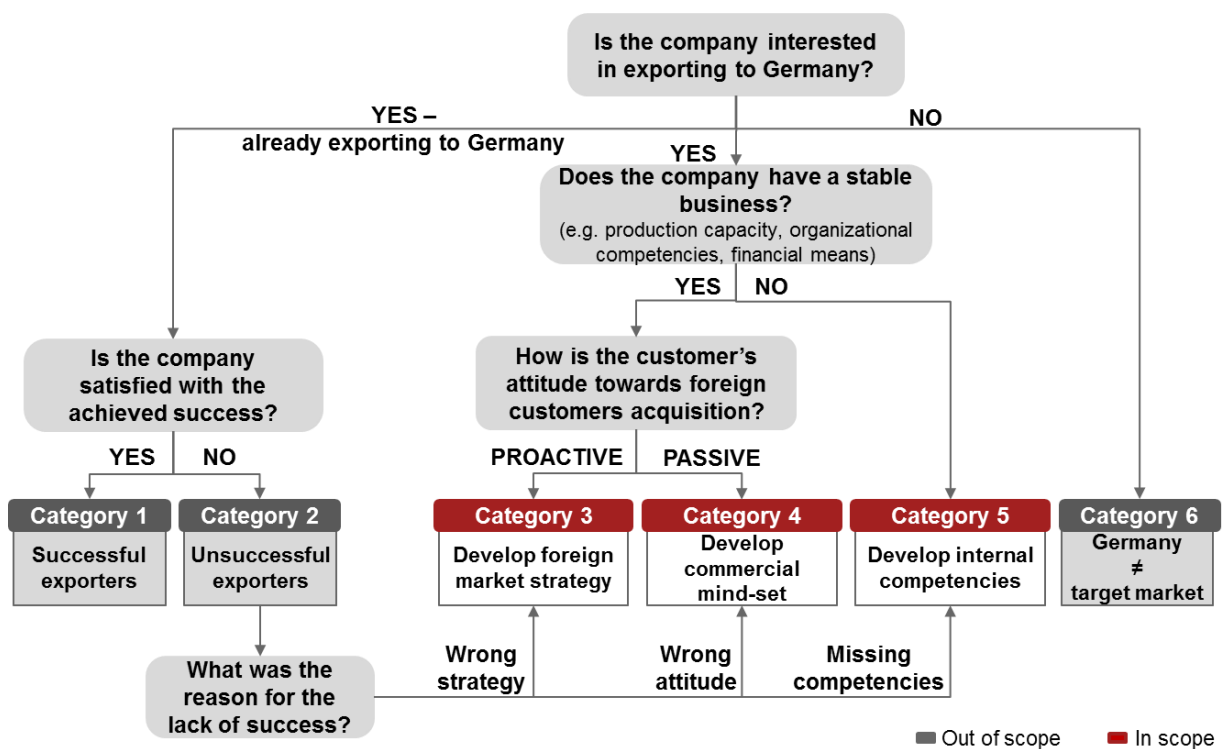 Is the company interested
in exporting to Germany?
YES –
already exporting to Germany
NO
YES
Does the company have a stable
business?
(e.g. production capacity, organizational
competencies, financial means)
YES
NO
Is the company
satisfied with the
achieved success?
How is the customer’s
attitude towards foreign
customers acquisition?
YES
NO
PROACTIVE
PASSIVE
Category 1
Successful
exporters
Category 2
Unsuccessful
exporters
Category 3
Develop foreign
market strategy
Category 4
Develop
commercial
mind-set
Category 5
Develop internal
competencies
Category 6
Germany
≠
target market
What was the
reason for the
lack of success?
Wrong
strategy
Wrong
attitude
Missing
competencies
Out of scope
In scope